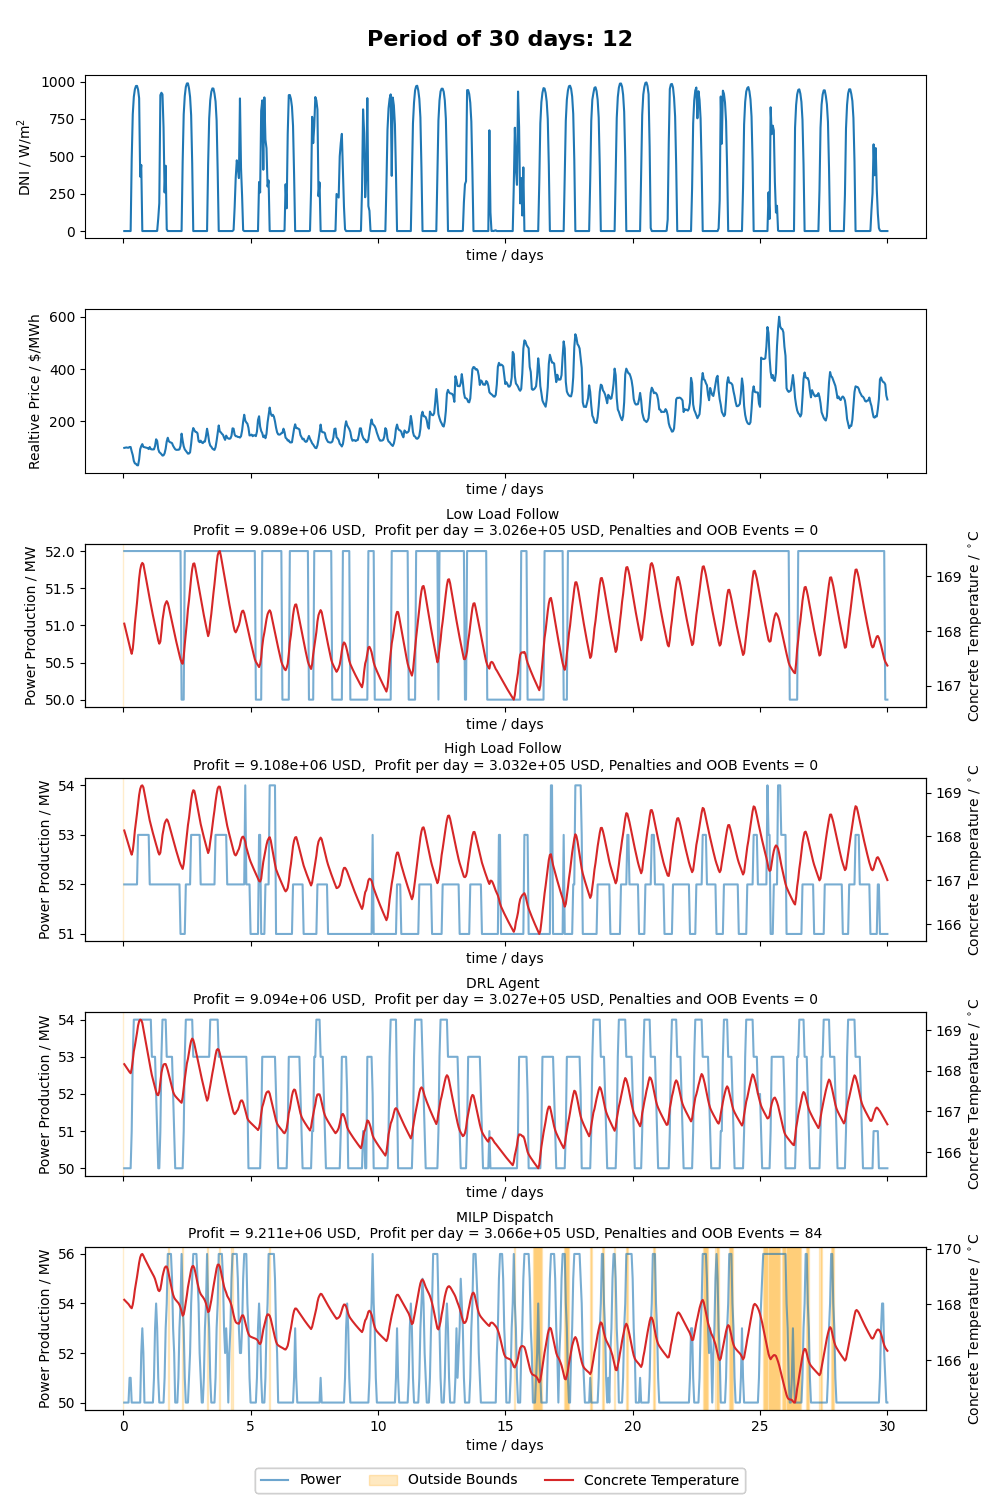 Period of 30 days: 12
1000
750
500
250
0
DNI / W/m²
time / days
600
400
200
Realtive Price / $/MWh
time / days
Low Load Follow
Profit = 9.089e+06 USD,  Profit per day = 3.026e+05 USD, Penalties and OOB Events = 0
52.0
51.5
51.0
50.5
50.0
Power Production / MW
169
168
167
Concrete Temperature / °C
time / days
High Load Follow
Profit = 9.108e+06 USD,  Profit per day = 3.032e+05 USD, Penalties and OOB Events = 0
54
53
52
51
Power Production / MW
169
168
167
166
Concrete Temperature / °C
time / days
DRL Agent
Profit = 9.094e+06 USD,  Profit per day = 3.027e+05 USD, Penalties and OOB Events = 0
54
53
52
51
50
Power Production / MW
169
168
167
166
Concrete Temperature / °C
time / days
MILP Dispatch
Profit = 9.211e+06 USD,  Profit per day = 3.066e+05 USD, Penalties and OOB Events = 84
56
54
52
50
Power Production / MW
170
168
166
Concrete Temperature / °C
0 5 10 15 20 25 30
time / days
Power Outside Bounds Concrete Temperature